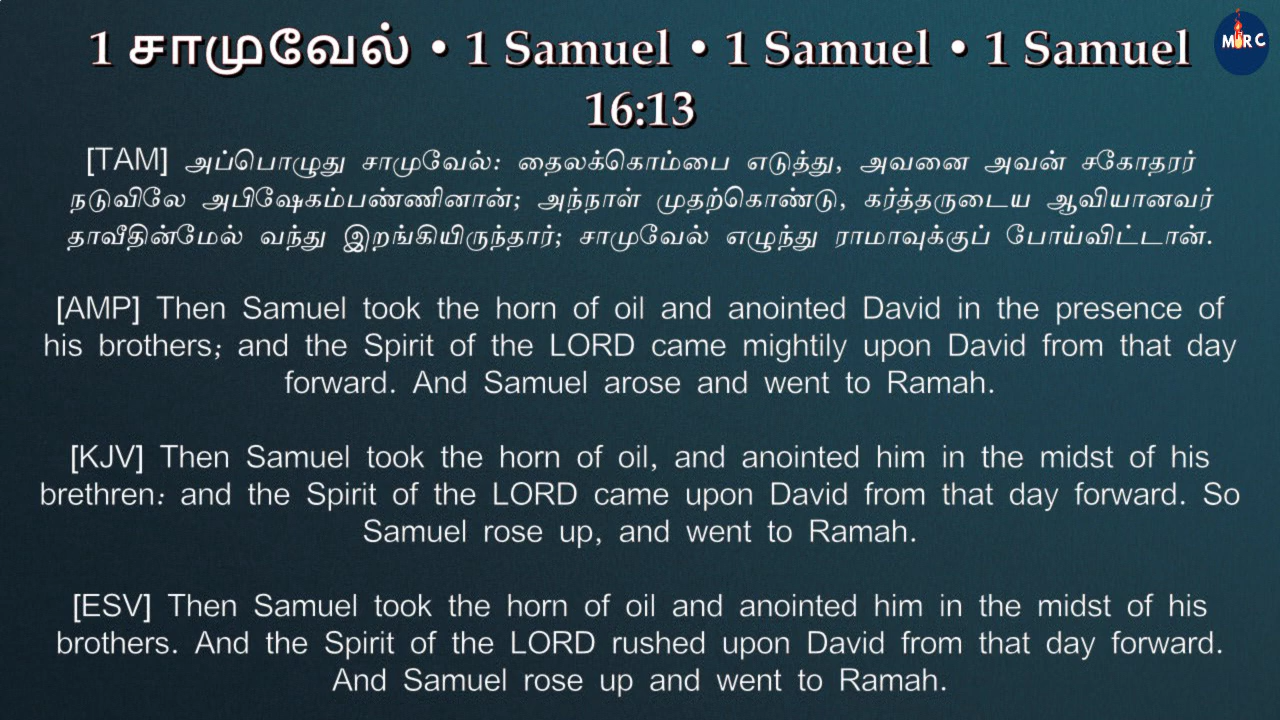 1 சாமுவேல் • 1 Samuel • 1 Samuel • 1 Samuel
16:13
MRC
[TAM] அப்பொழுது சாமுவேல்: தைலக்கொம்பை எடுத்து, அவனை அவன் சகோதரர்
நடுவிலே அபிஷேகம்பண்ணினான்; அந்நாள் முதற்கொண்டு, கர்த்தருடைய ஆவியானவர்
தாவீதின்மேல் வந்து இறங்கியிருந்தார்; சாமுவேல் எழுந்து ராமாவுக்குப் போய்விட்டான்.
[AMP] Then Samuel took the horn of oil and anointed David in the presence of
his brothers; and the Spirit of the LORD came mightily upon David from that day
forward. And Samuel arose and went to Ramah.
[KJV] Then Samuel took the horn of oil, and anointed him in the midst of his
brethren: and the Spirit of the LORD came upon David from that day forward. So
Samuel rose up, and went to Ramah.
[ESV] Then Samuel took the horn of oil and anointed him in the midst of his
brothers. And the Spirit of the LORD rushed upon David from that day forward.
And Samuel rose up and went to Ramah.